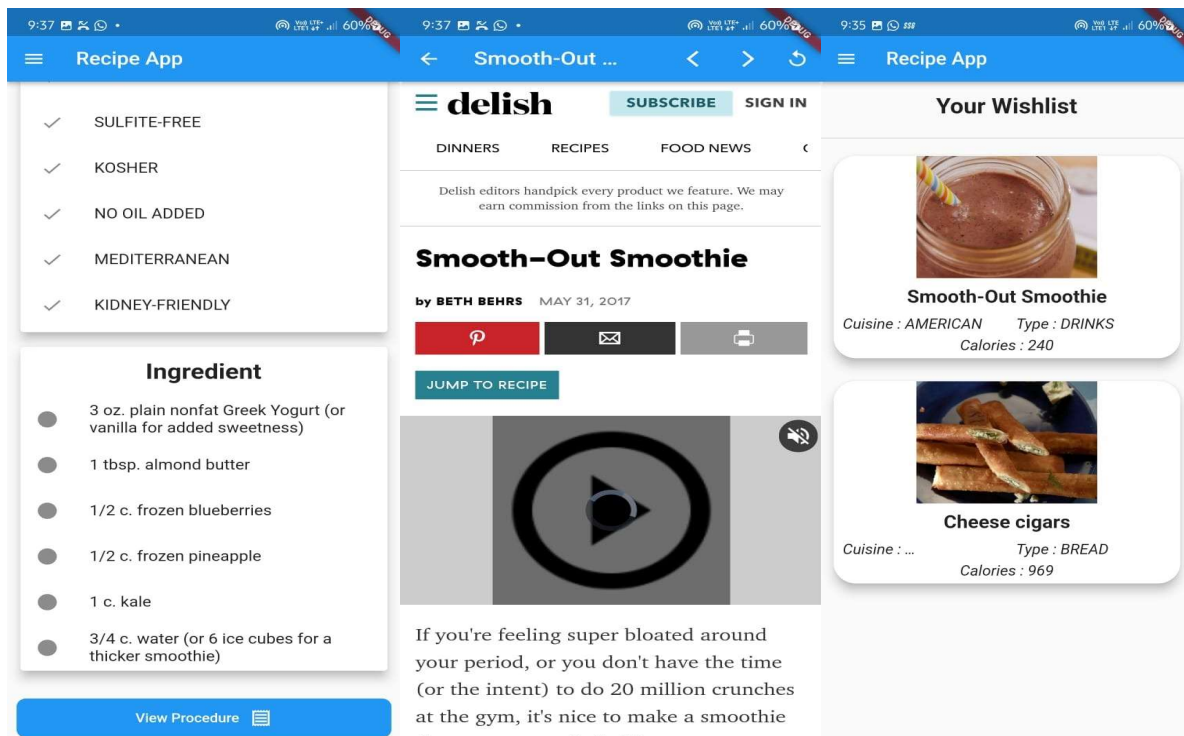 9:37
Vo0 LTE+
LTE1
60%
Recipe App
SULFITE-FREE
KOSHER
NO OIL ADDED
MEDITERRANEAN
KIDNEY-FRIENDLY
Ingredient
3 oz. plain nonfat Greek Yogurt (or
vanilla for added sweetness)
1 tbsp. almond butter
1/2 c. frozen blueberries
1/2 c. frozen pineapple
1 c. kale
3/4 c. water (or 6 ice cubes for a
thicker smoothie)
View Procedure
9:37
LTE+
LTE1
60%
Smooth-Out ...
delish
SUBSCRIBE SIGN IN
DINNERS RECIPES FOOD NEWS
Delish editors handpick every product we feature. We may
earn commission from the links on this page.
Smooth-Out Smoothie
by BETH BEHRS MAY 31, 2017
JUMP TO RECIPE
If you're feeling super bloated around
your period, or you don't have the time
(or the intent) to do 20 million crunches
at the gym, it's nice to make a smoothie
9:35
LTE
LTE1
60%
Recipe App
Your Wishlist
Smooth-Out Smoothie
Cuisine : AMERICAN Type : DRINKS
Calories : 240
Cheese cigars
Cuisine : ... Type : BREAD
Calories : 969